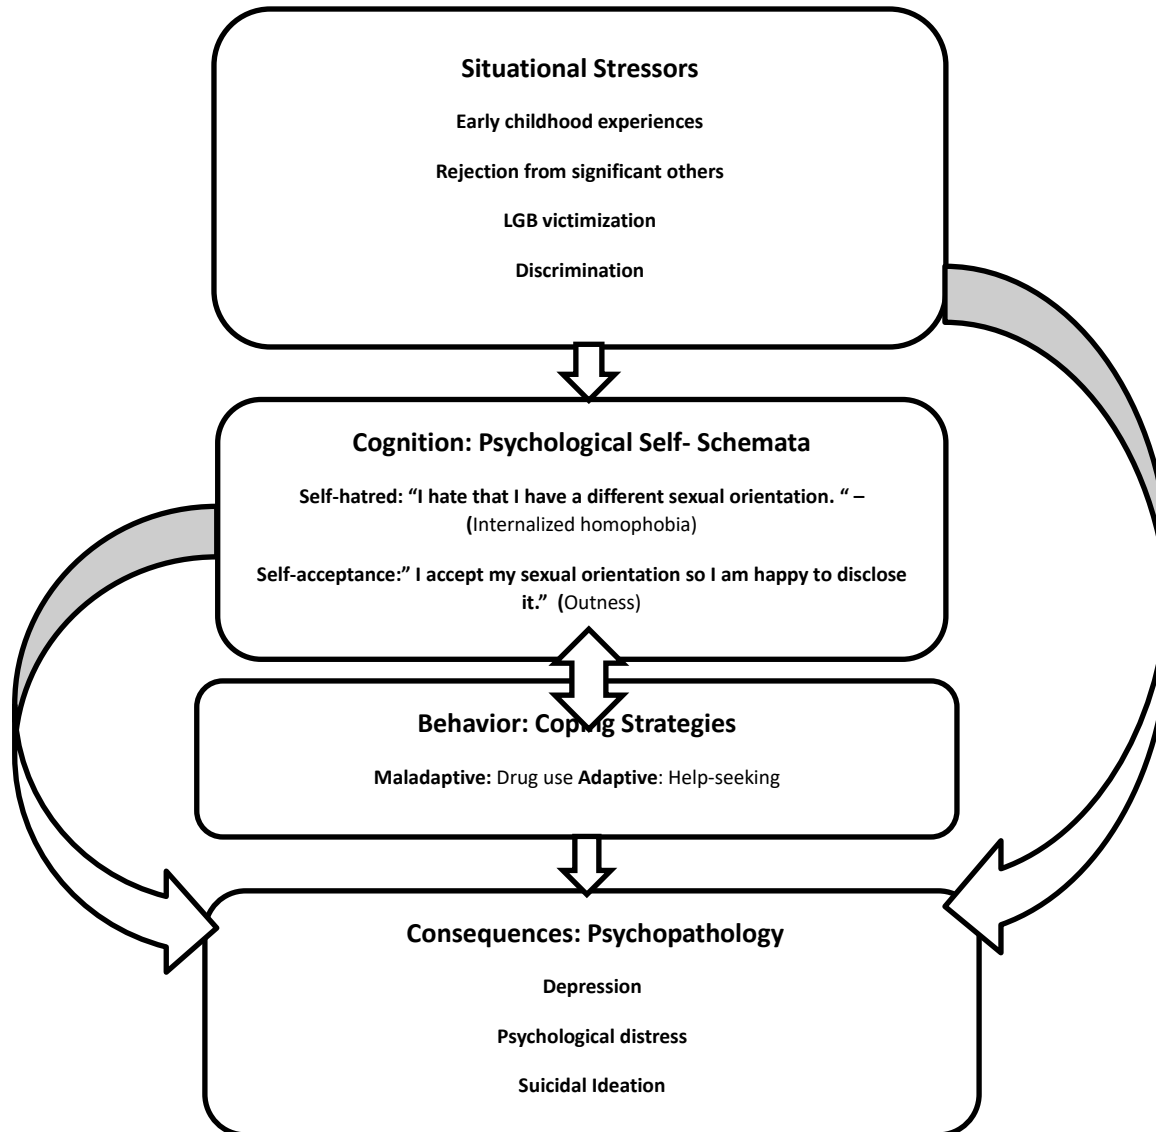 Situational Stressors
Early childhood experiences
Rejection from significant others
LGB victimization
Discrimination
Cognition: Psychological Self- Schemata
Self-hatred: “I hate that I have a different sexual orientation. “ –
(Internalized homophobia)
Self-acceptance:” I accept my sexual orientation so I am happy to disclose
it.” (Outness)
Behavior: Coping Strategies
Maladaptive: Drug use Adaptive: Help-seeking
Consequences: Psychopathology
Depression
Psychological distress
Suicidal Ideation